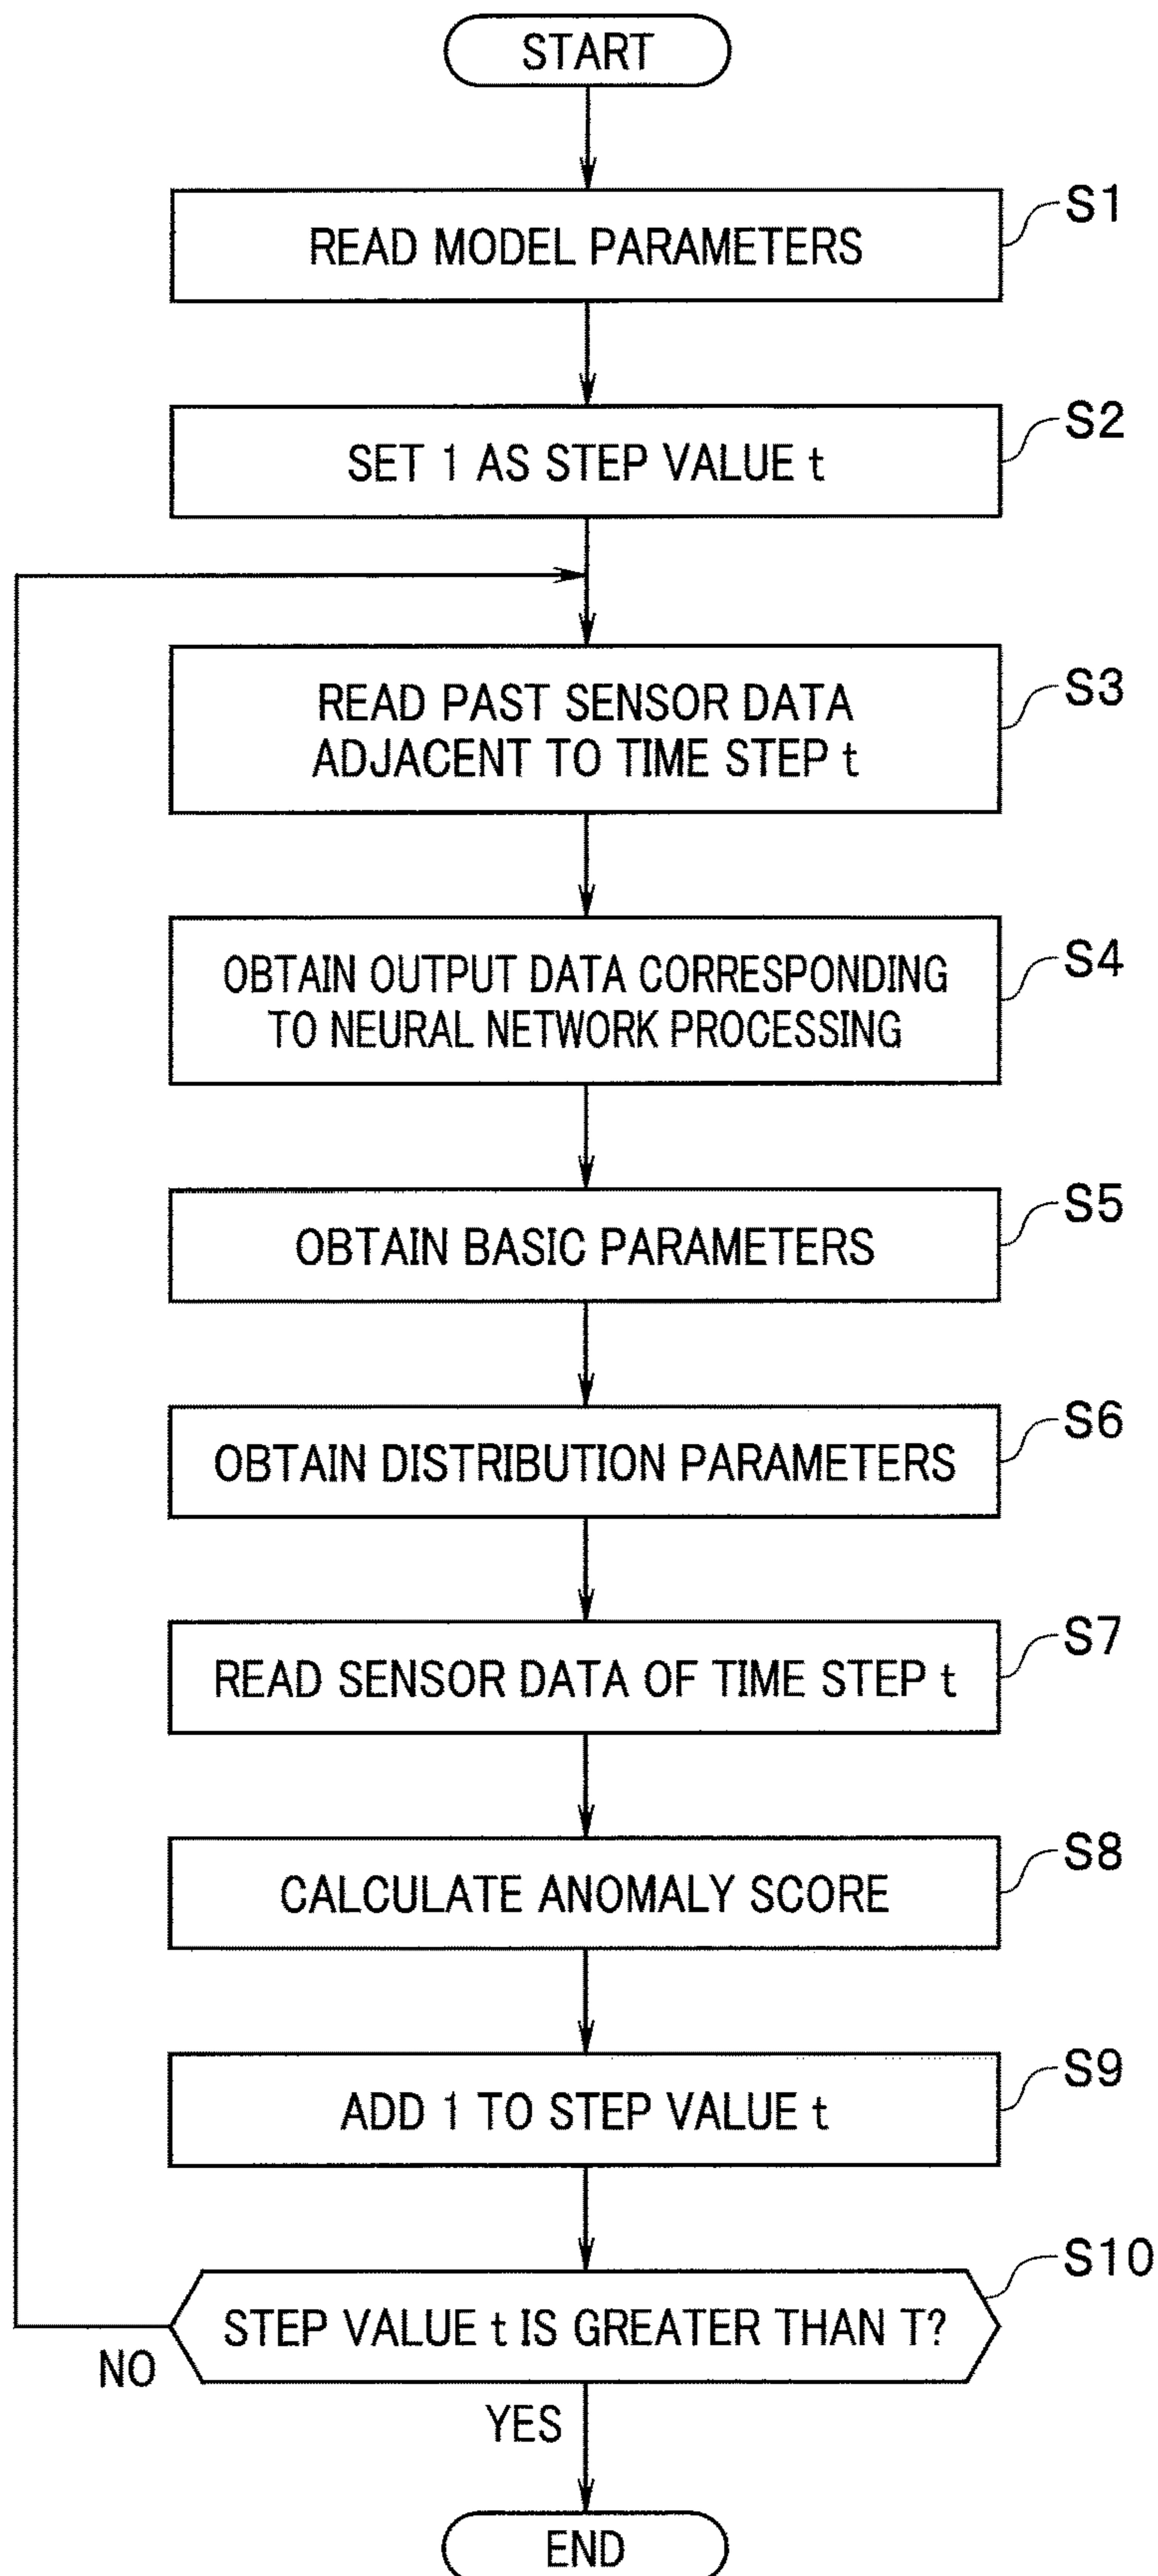 START
S1
READ MODEL PARAMETERS
S2
SET 1 AS STEP VALUE t
S3
READ PAST SENSOR DATA
ADJACENT TO TIME STEP t
S4
OBTAIN OUTPUT DATA CORRESPONDING
TO NEURAL NETWORK PROCESSING
S5
OBTAIN BASIC PARAMETERS
S6
OBTAIN DISTRIBUTION PARAMETERS
S7
READ SENSOR DATA OF TIME STEP t
S8
CALCULATE ANOMALY SCORE
S9
ADD 1 TO STEP VALUE t
S10
STEP VALUE t IS GREATER THAN T?
NO
YES
END